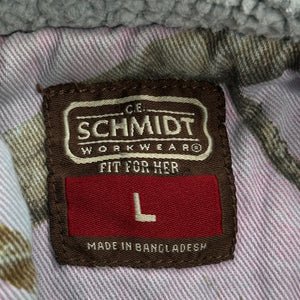 C.E.
SCHMIDT
WORKWEAR®
FIT FOR HER
L
MADE IN BANGLADESH